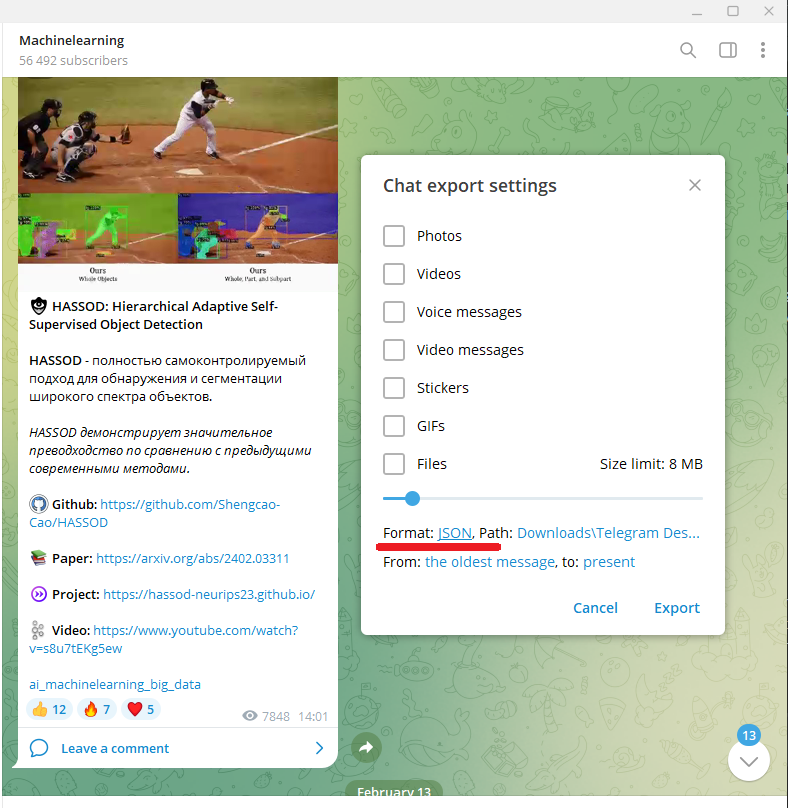 Machinelearning
56 492 subscribers
Ours
Whole Objects
Ours
Whole, Part, and Subpart
HASSOD: Hierarchical Adaptive Self-
Supervised Object Detection
HASSOD - полностью самоконтролируемый
подход для обнаружения и сегментации
широкого спектра объектов.
HASSOD демонстрирует значительное
преводходство по сравнению с предыдущими
современными методами.
Github: https://github.com/Shengcao-
Cao/HASSOD
Paper: https://arxiv.org/abs/2402.03311
Project: https://hassod-neurips23.github.io/
Video: https://www.youtube.com/watch?
v=s8u7tEKg5ew
ai_machinelearning_big_data
12 7 5
7848 14:01
Leave a comment
February 13
13
Chat export settings
Photos
Videos
Voice messages
Video messages
Stickers
GIFs
Files Size limit: 8 MB
Format: JSON, Path: Downloads\Telegram Des...
From: the oldest message, to: present
Cancel Export